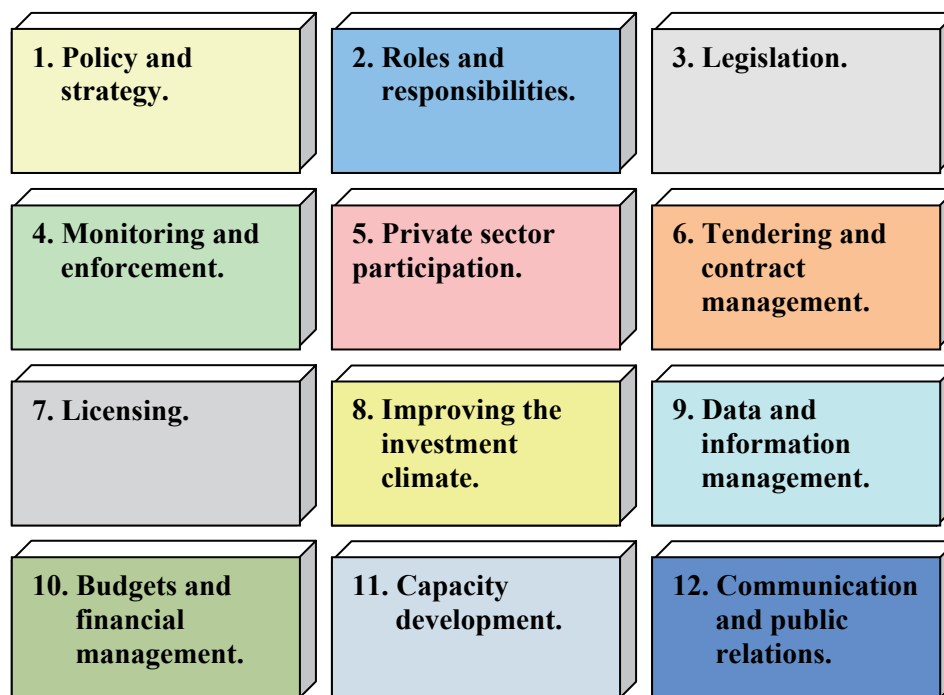 1. Policy and
strategy.
2. Roles and
responsibilities.
3. Legislation.
4. Monitoring and
enforcement.
5. Private sector
participation.
6. Tendering and
contract
management.
7. Licensing.
8. Improving the
investment
climate.
9. Data and
information
management.
10. Budgets and
financial
management.
11. Capacity
development.
12. Communication
and public
relations.